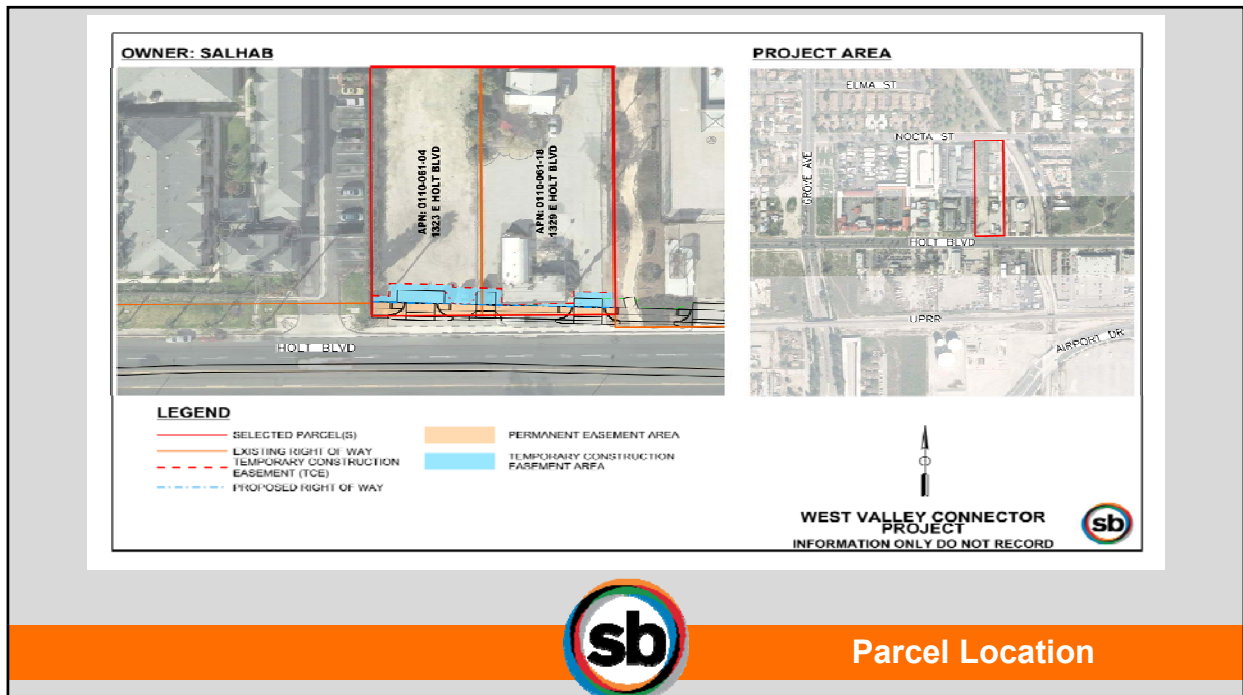 OWNER: SALHAB
APN: 0110-061-04
1323 E HOLT BLVD
APN: 0110-061-18
1329 E HOLT BLVD
HOLT BLVD
PROJECT AREA
ELMA ST
NOCTA ST
GROVE AVE
HOLT BLVD
UPRR
AIRPORT DR
LEGEND
SELECTED PARCEL(S)
EXISTING RIGHT OF WAY
TEMPORARY CONSTRUCTION
EASEMENT (TCE)
PROPOSED RIGHT OF WAY
PERMANENT EASEMENT AREA
TEMPORARY CONSTRUCTION
EASEMENT AREA
WEST VALLEY CONNECTOR
PROJECT
INFORMATION ONLY DO NOT RECORD
sb
sb
Parcel Location